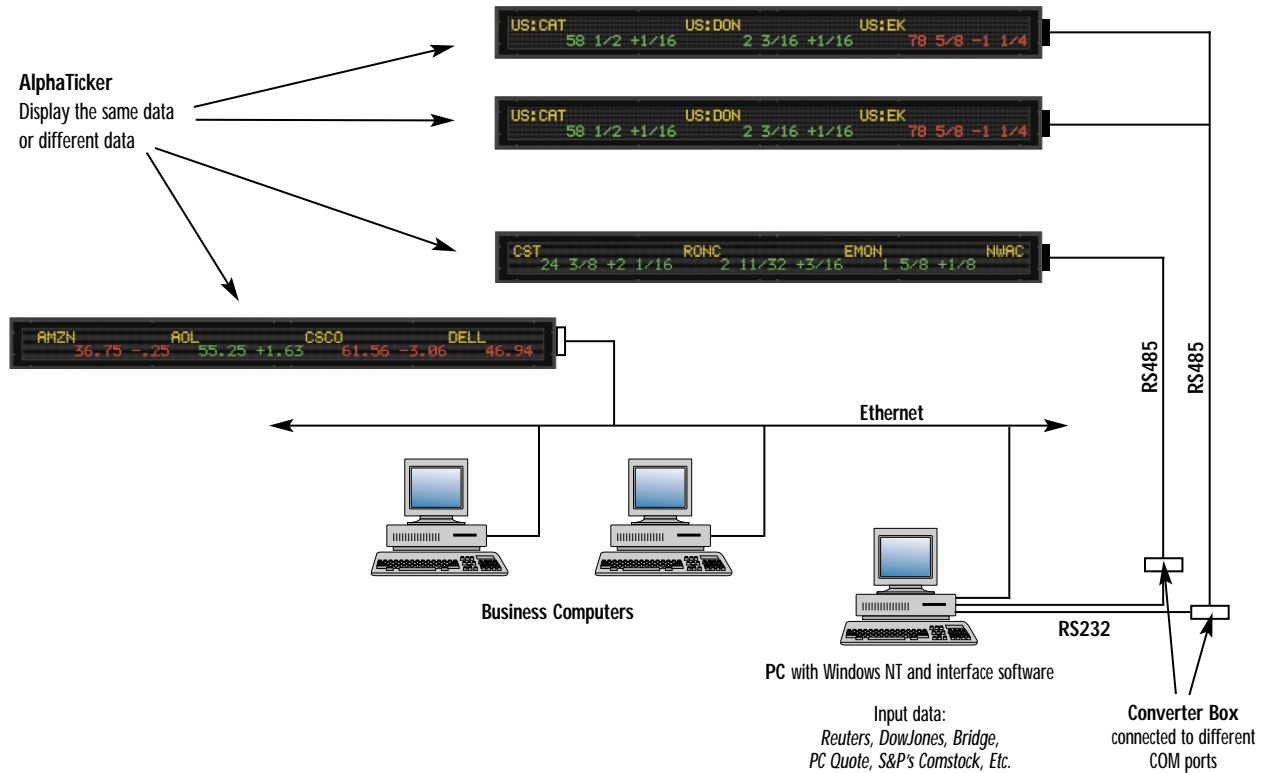 US:CAT US:DON US:EK
58 1/2 +1/16 2 3/16 +1/16 78 5/8 -1 1/4
AlphaTicker
Display the same data
or different data
US:CAT US:DON US:EK
58 1/2 +1/16 2 3/16 +1/16 78 5/8 -1 1/4
CST RONC EMON NWAC
24 3/8 +2 1/16 2 11/32 +3/16 1 5/8 +1/8
AMZN AOL CSCO DELL
36.75 -.25 55.25 +1.63 61.56 -3.06 46.94
RS485
RS485
Ethernet
Business Computers
RS232
PC with Windows NT and interface software
Input data:
Reuters, DowJones, Bridge,
PC Quote, S&P's Comstock, Etc.
Converter Box
connected to different
COM ports